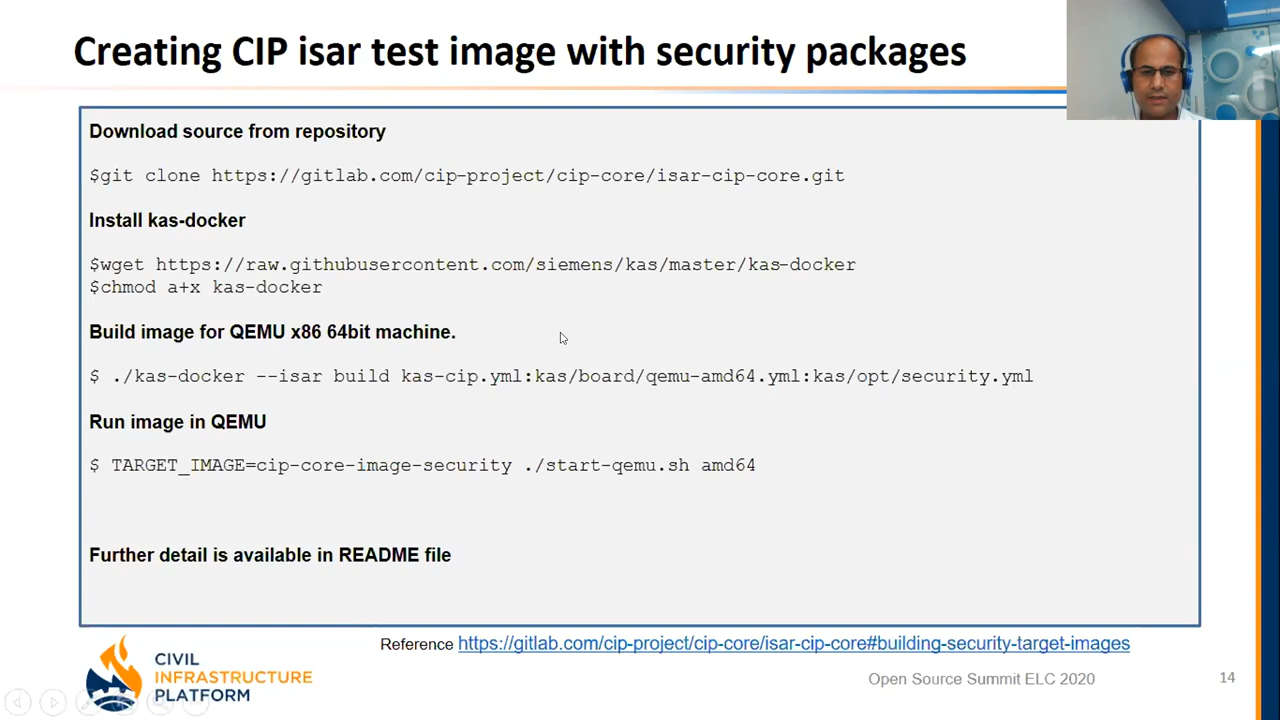 Creating CIP isar test image with security packages
Download source from repository
$git clone https://gitlab.com/cip-project/cip-core/isar-cip-core.git
Install kas-docker
$wget https://raw.githubusercontent.com/siemens/kas/master/kas-docker
$chmod a+x kas-docker
Build image for QEMU x86 64bit machine.
$ ./kas-docker --isar build kas-cip.yml:kas/board/qemu-amd64.yml:kas/opt/security.yml
Run image in QEMU
$ TARGET_IMAGE=cip-core-image-security ./start-qemu.sh amd64
Further detail is available in README file
Reference https://gitlab.com/cip-project/cip-core/isar-cip-core#building-security-target-images
CIVIL
INFRASTRUCTURE
PLATFORM
Open Source Summit ELC 2020
14